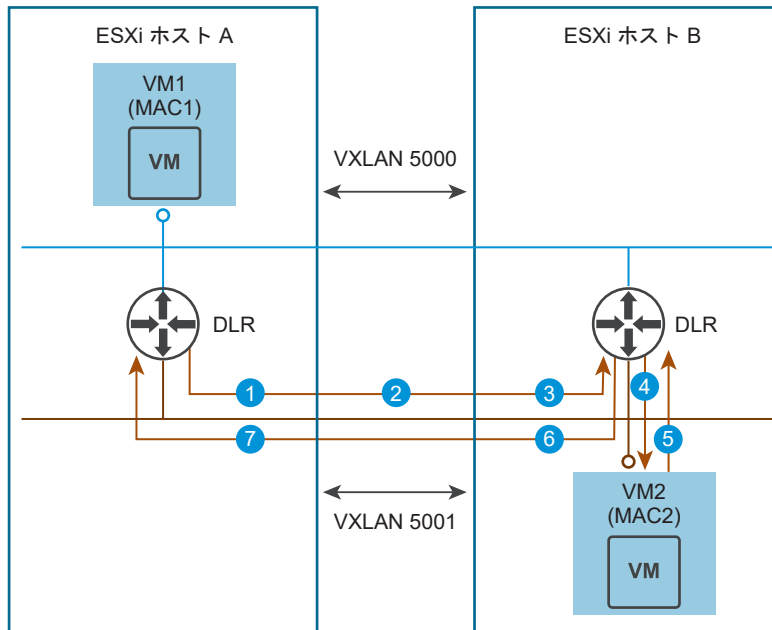 ESXi ホスト A
ESXi ホスト B
VM1
(MAC1)
VM
VXLAN 5000
DLR
DLR
1
2
3
4
7
6
5
VXLAN 5001
VM2
(MAC2)
VM